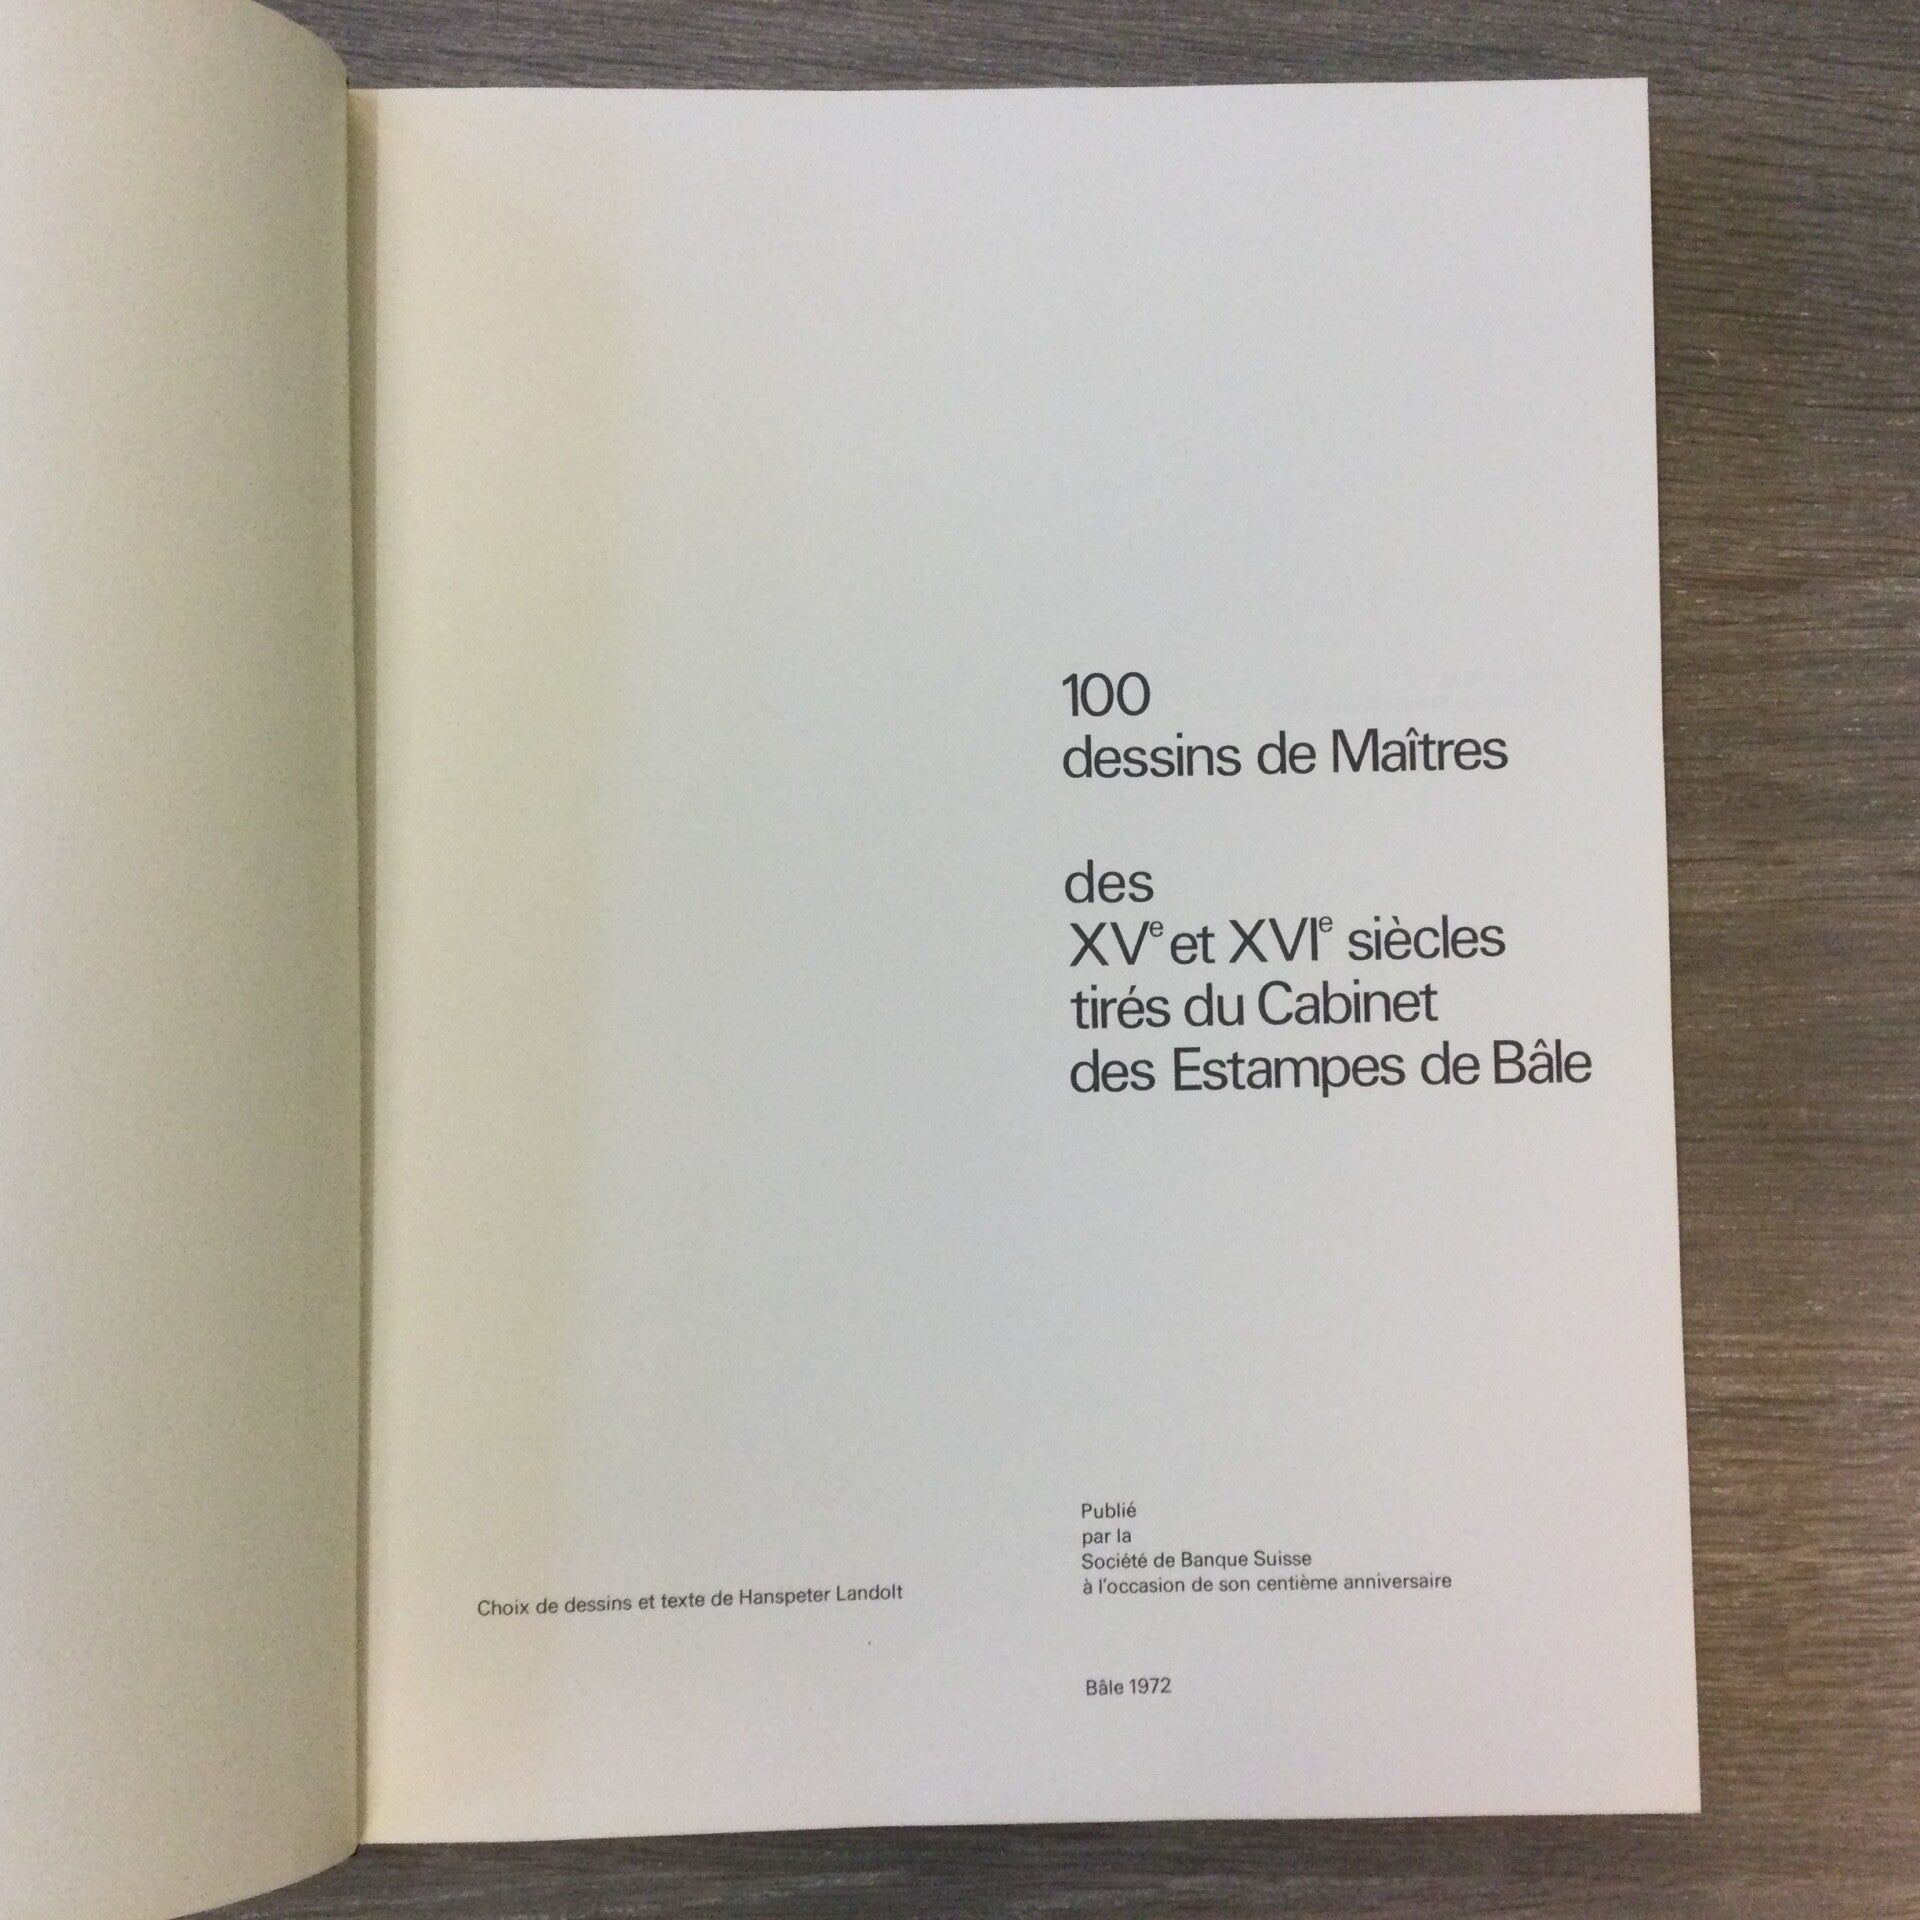 100
dessins de Maîtres
des
XVe et XVIe siècles
tirés du Cabinet
des Estampes de Bâle
Choix de dessins et texte de Hanspeter Landolt
Publié
par la
Société de Banque Suisse
à l'occasion de son centième anniversaire
Bâle 1972